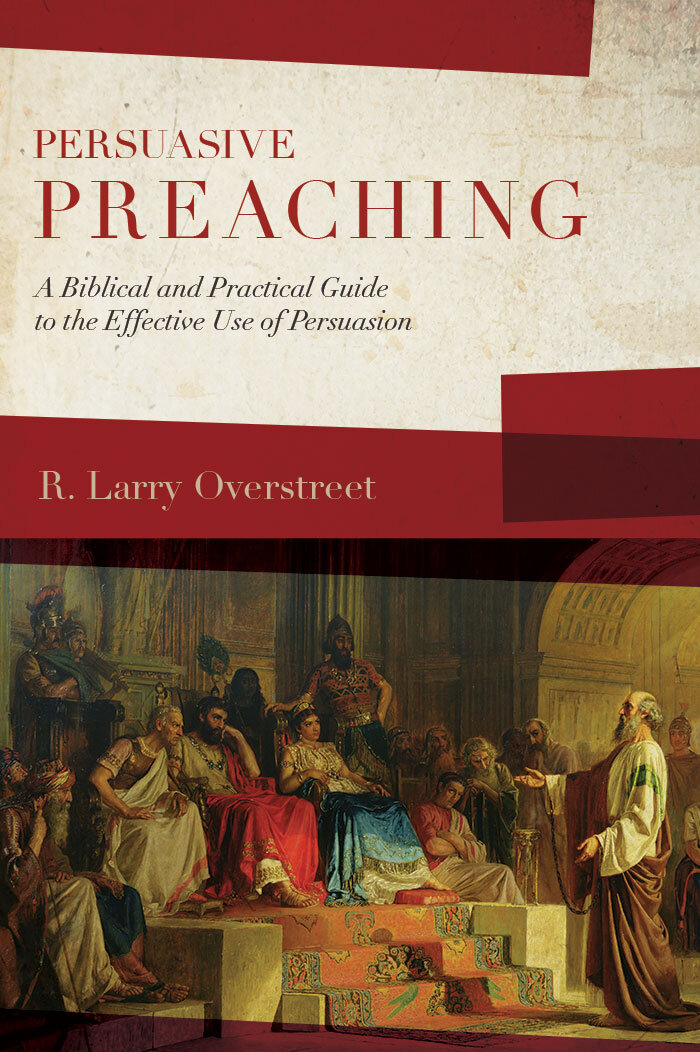 PERSUASIVE
PREACHING
A Biblical and Practical Guide
to the Effective Use of Persuasion
R. Larry Overstreet